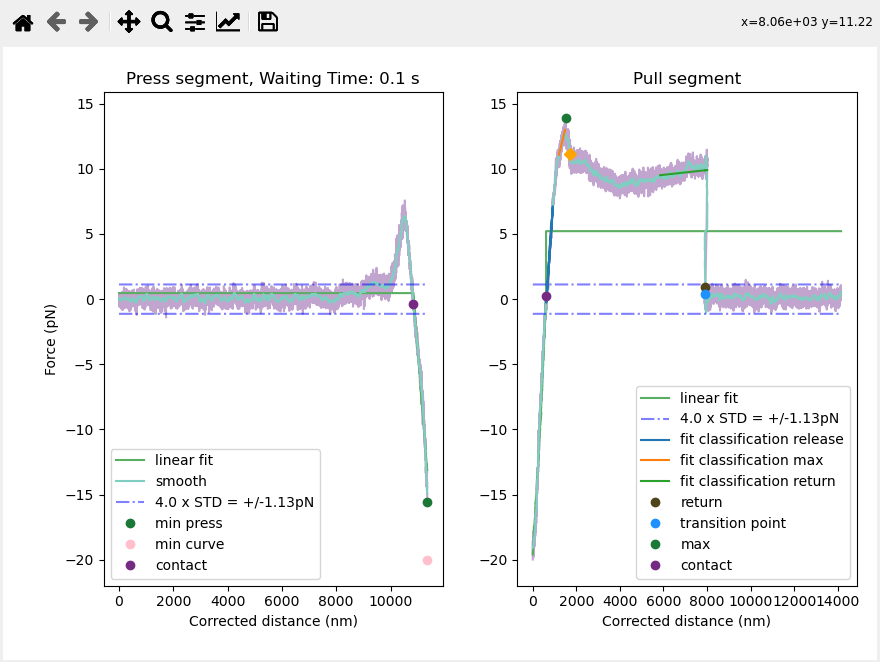 x=8.06e+03 y=11.22
Press segment, Waiting Time: 0.1 s
15
10
5
0
−5
−10
−15
−20
Force (pN)
linear fit
smooth
4.0 x STD = +/-1.13pN
min press
min curve
contact
0 2000 4000 6000 8000 10000
Corrected distance (nm)
Pull segment
15
10
5
0
−5
−10
−15
−20
linear fit
4.0 x STD = +/-1.13pN
fit classification release
fit classification max
fit classification return
return
transition point
max
contact
0 2000 4000 6000 8000 10000 12000 14000
Corrected distance (nm)